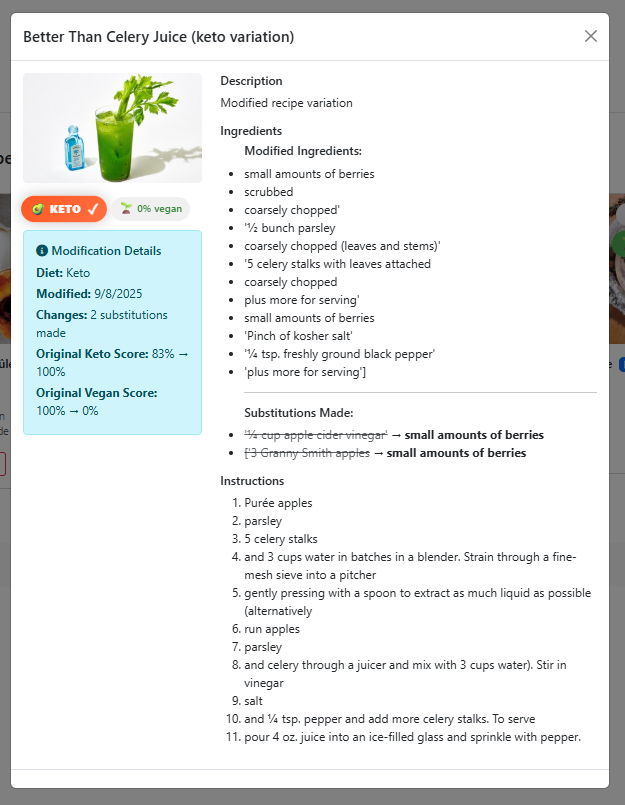 Better Than Celery Juice (keto variation)
KETO ✓
0% vegan
Modification Details
Diet: Keto
Modified: 9/8/2025
Changes: 2 substitutions
made
Original Keto Score: 83% →
100%
Original Vegan Score:
100% → 0%
Description
Modified recipe variation
Ingredients
Modified Ingredients:
small amounts of berries
scrubbed
coarsely chopped'
'½ bunch parsley
coarsely chopped (leaves and stems)'
'5 celery stalks with leaves attached
coarsely chopped
plus more for serving'
small amounts of berries
'Pinch of kosher salt'
'¼ tsp. freshly ground black pepper'
'plus more for serving']
Substitutions Made:
'¼ cup apple cider vinegar' → small amounts of berries
['3 Granny Smith apples → small amounts of berries
Instructions
1. Purée apples
2. parsley
3. 5 celery stalks
4. and 3 cups water in batches in a blender. Strain through a fine-
mesh sieve into a pitcher
5. gently pressing with a spoon to extract as much liquid as possible
(alternatively
6. run apples
7. parsley
8. and celery through a juicer and mix with 3 cups water). Stir in
vinegar
9. salt
10. and ¼ tsp. pepper and add more celery stalks. To serve
11. pour 4 oz. juice into an ice-filled glass and sprinkle with pepper.